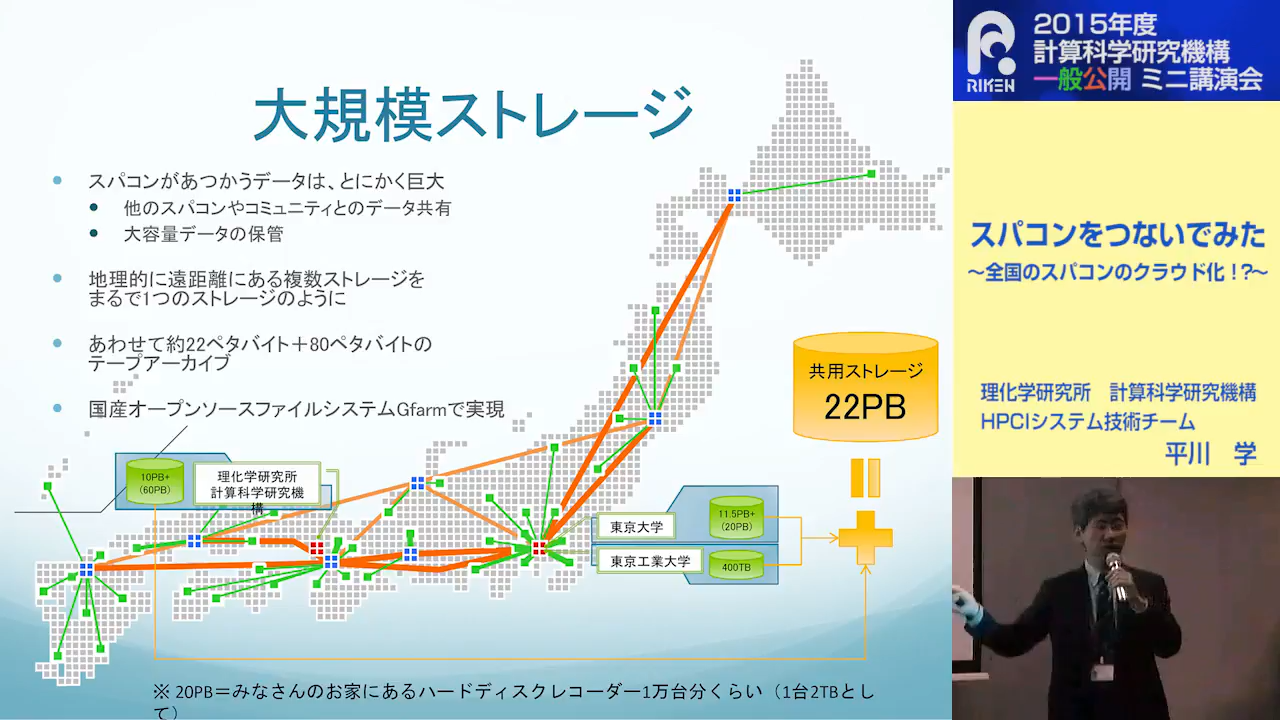 大規模ストレージ
スパコンがあつかうデータは、とにかく巨大
他のスパコンやコミュニティとのデータ共有
大容量データの保管
地理的に遠距離にある複数ストレージを
まるで1つのストレージのように
あわせて約22ペタバイト＋80ペタバイトの
テープアーカイブ
国産オープンソースファイルシステムGfarmで実現
10PB+
(60PB)
理化学研究所
計算科学研究機
構
東京大学
11.5PB+
(20PB)
東京工業大学
400TB
共用ストレージ
22PB
※ 20PB＝みなさんのお家にあるハードディスクレコーダー1万台分くらい（1台2TBとし
て）
RIKEN
2015年度
計算科学研究機構
一般公開 ミニ講演会
スパコンをつないでみた
～全国のスパコンのクラウド化！?～
理化学研究所　計算科学研究機構
HPCIシステム技術チーム
平川　学